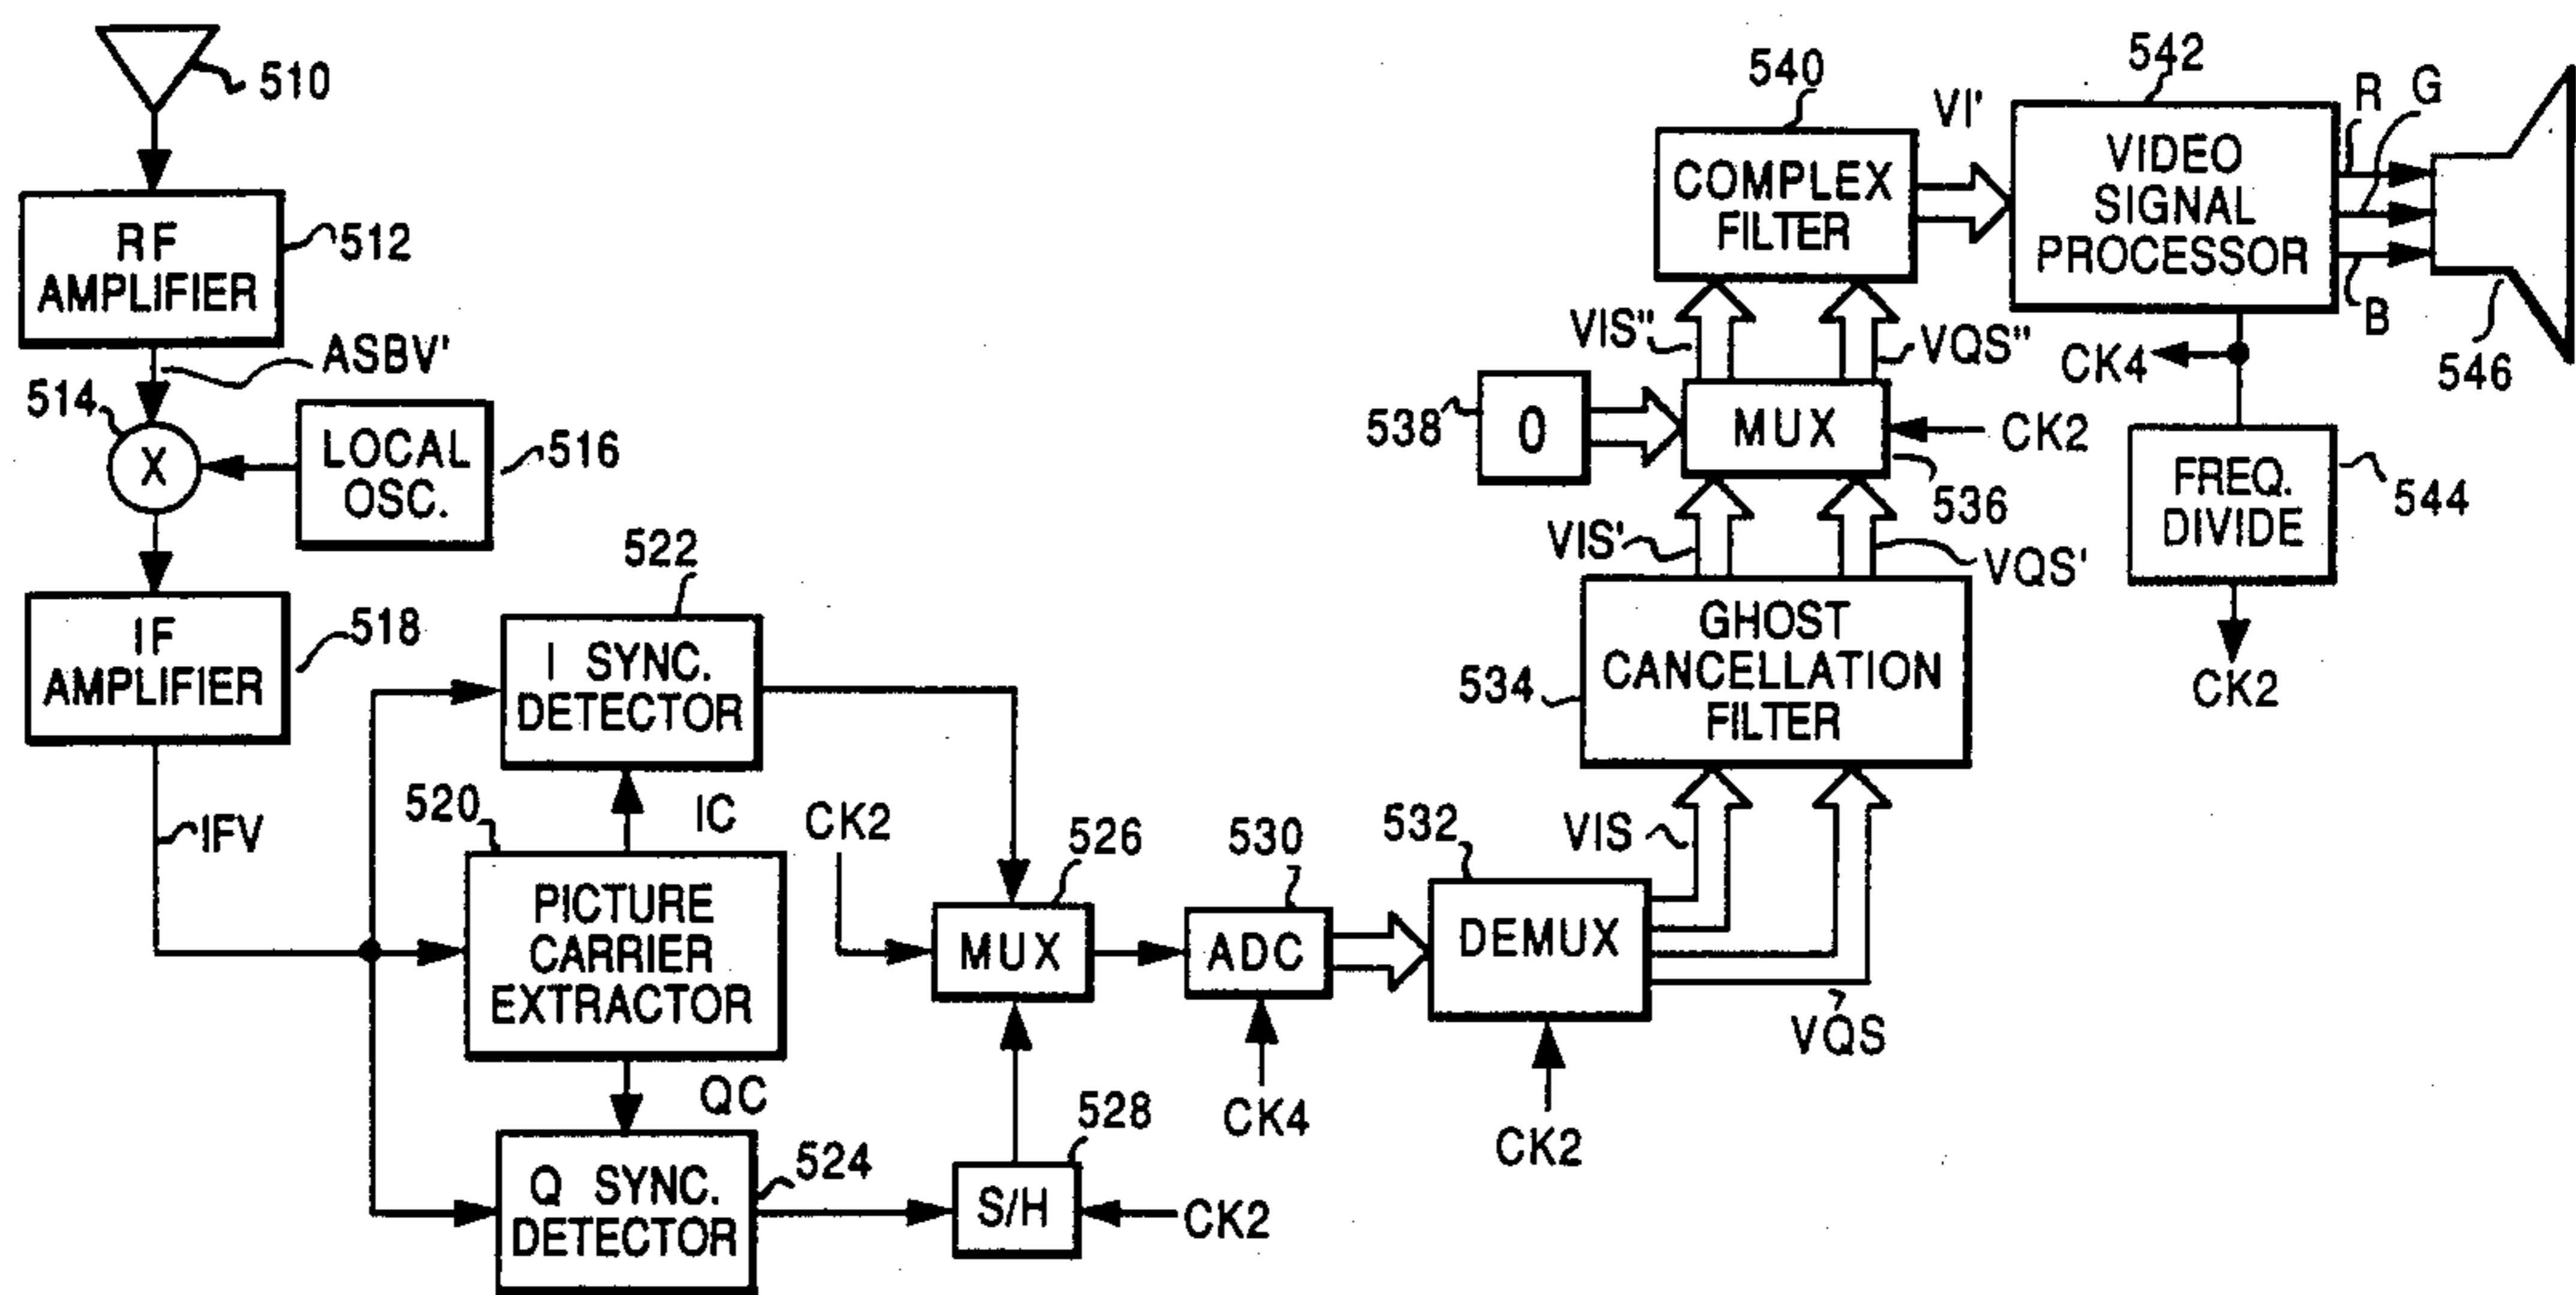 510
RF
AMPLIFIER
512
ASBV'
514
X
LOCAL
OSC.
516
IF
AMPLIFIER
518
IFV
522
I SYNC.
DETECTOR
520
IC
PICTURE
CARRIER
EXTRACTOR
QC
Q SYNC.
DETECTOR
524
CK2
526
MUX
528
S/H
CK2
530
ADC
CK4
532
DEMUX
CK2
VIS
VQS
534
GHOST
CANCELLATION
FILTER
VIS'
VQS'
538
0
MUX
CK2
536
VIS"
VQS"
540
COMPLEX
FILTER
VI'
542
VIDEO
SIGNAL
PROCESSOR
R
G
B
546
CK4
FREQ.
DIVIDE
544
CK2